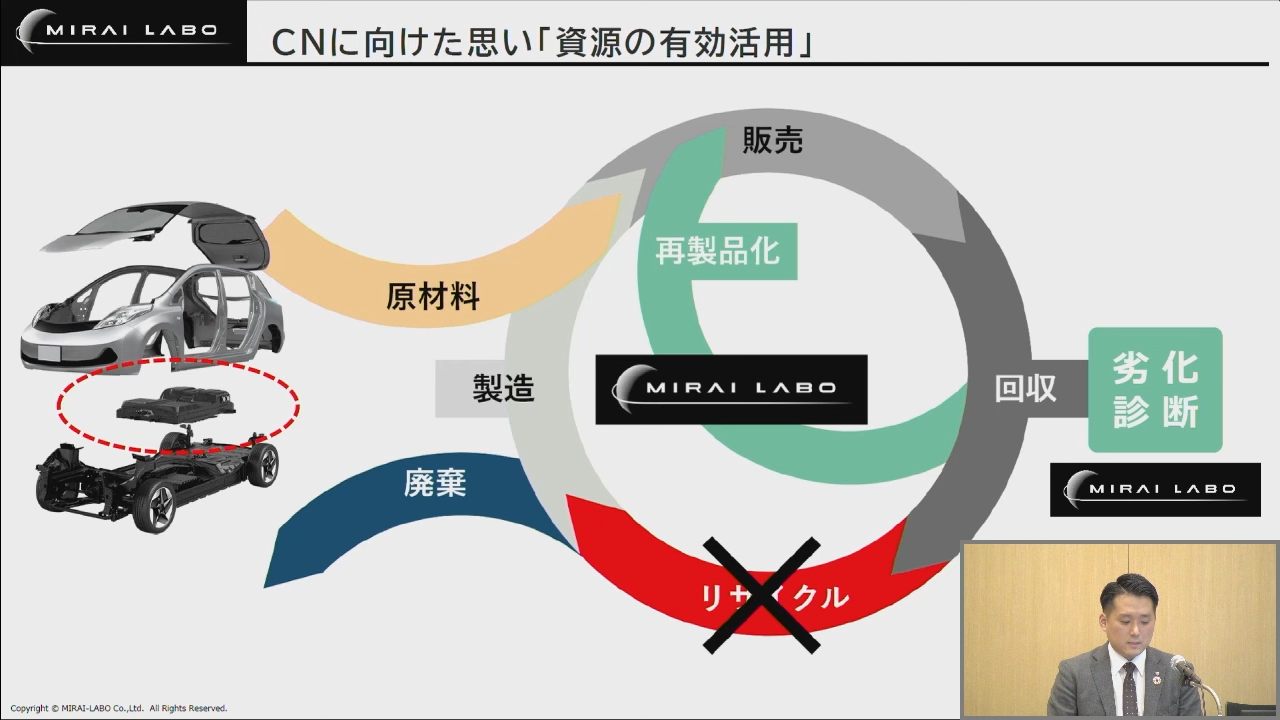 MIRAI LABO
CNに向けた思い「資源の有効活用」
販売
再製品化
原材料
製造
MIRAI LABO
回収
劣化
診断
廃棄
MIRAI LABO
リサイクル
Copyright © MIRAI-LABO Co.,Ltd. All Rights Reserved.